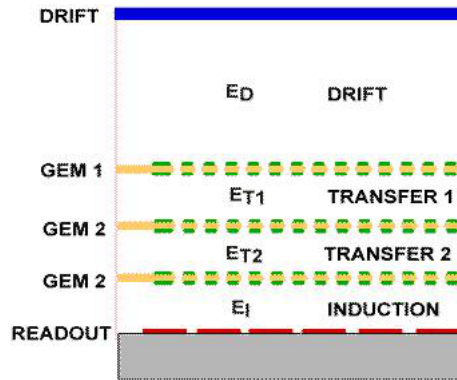 DRIFT
ED DRIFT
GEM 1
ET1 TRANSFER 1
GEM 2
ET2 TRANSFER 2
GEM 2
EI INDUCTION
READOUT